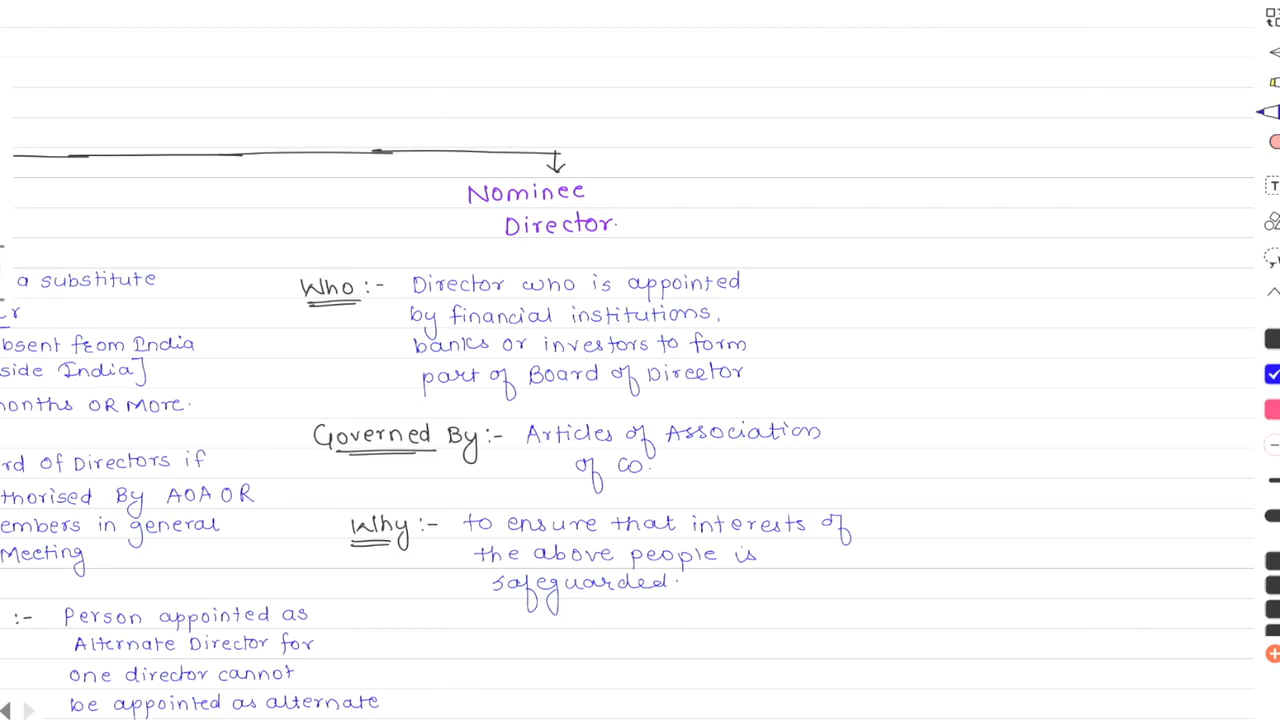 Nominee
Director.
a substitute
absent from India
side India]
months OR MORE.
rd of Directors if
thorised By AOA OR
embers in general
Meeting
:- Person appointed as
Alternate Director for
one director cannot
be appointed as alternate
Who :- Director who is appointed
by financial institutions,
banks or investors to form
part of Board of Director
Governed By :- Articles of Association
of co.
Why :- to ensure that interests of
the above people is
safeguarded.